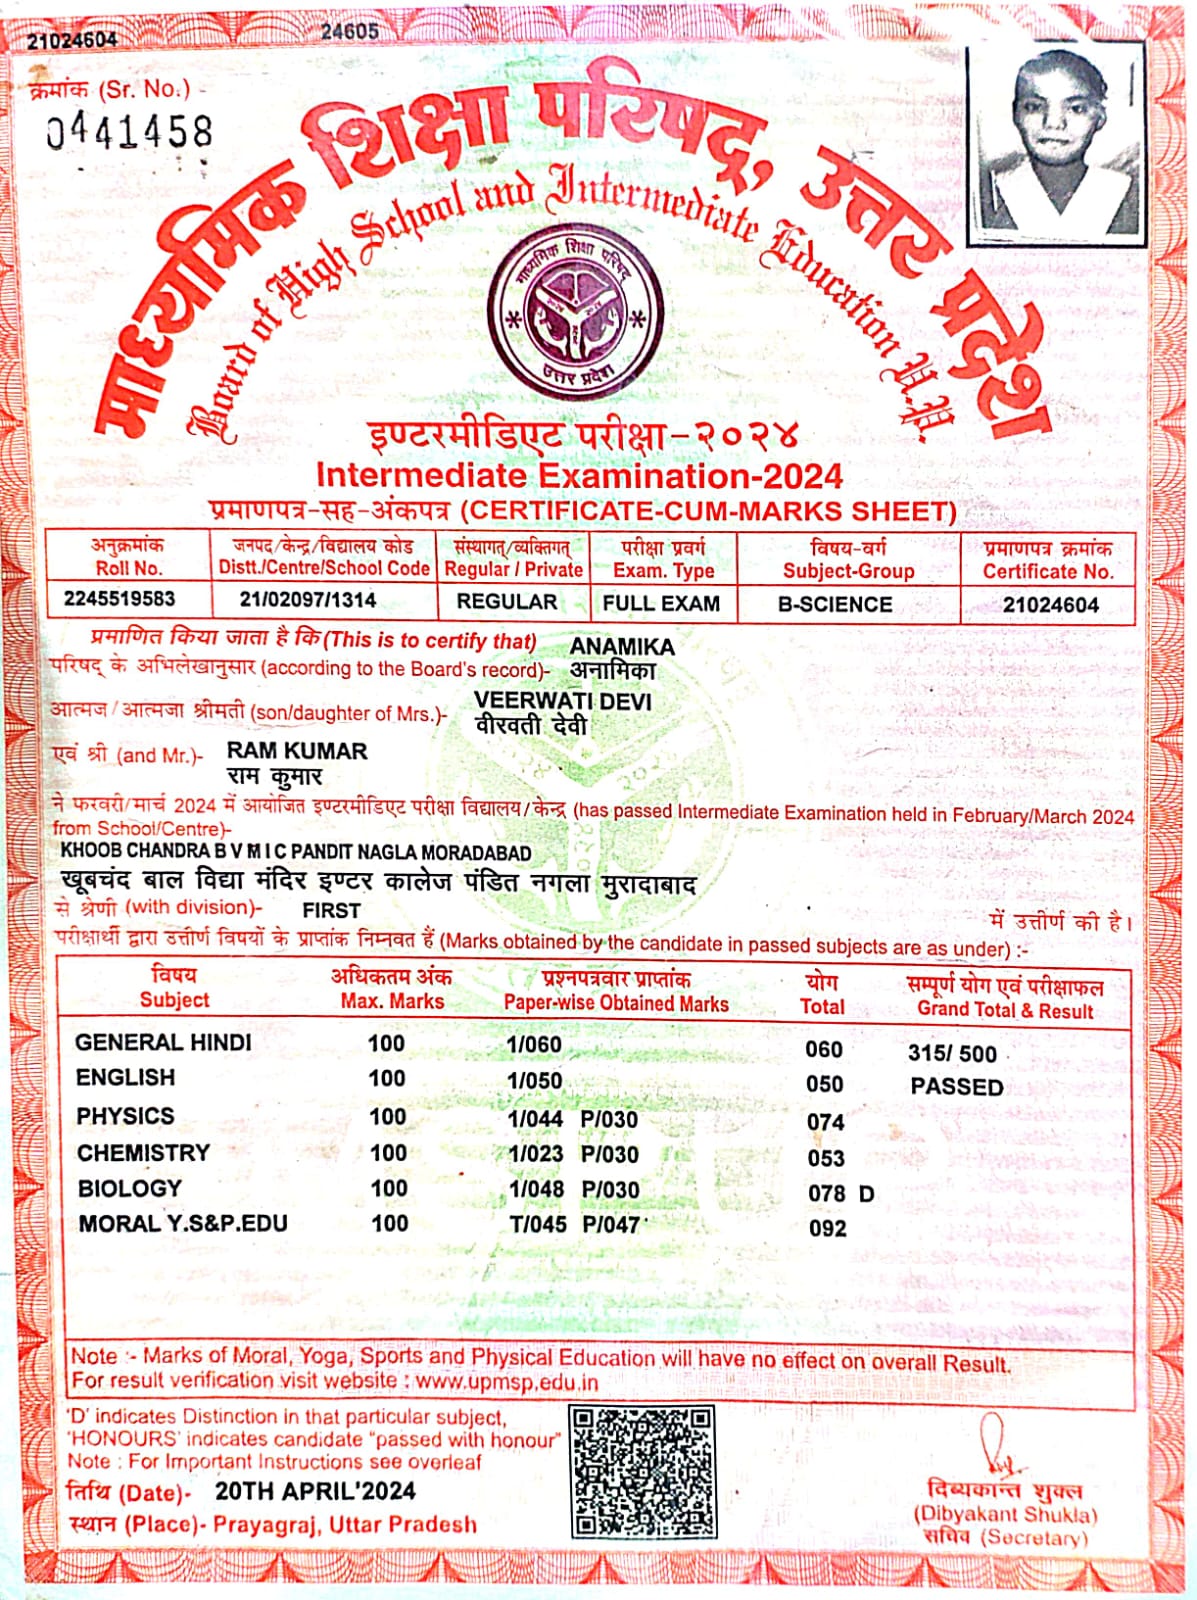 21024604 24605
क्रमांक (Sr. No.) -
0441458
माध्यमिक शिक्षा परिषद्, उत्तर प्रदेश
Board of High School and Intermediate Education U.P.
माध्यमिक शिक्षा परिषद्
उत्तर प्रदेश
इण्टरमीडिएट परीक्षा-२०२४
Intermediate Examination-2024
प्रमाणपत्र-सह-अंकपत्र (CERTIFICATE-CUM-MARKS SHEET)
अनुक्रमांक जनपद/केन्द्र/विद्यालय कोड संस्थागत्/व्यक्तिगत् परीक्षा प्रवर्ग विषय-वर्ग प्रमाणपत्र क्रमांक
Roll No. Distt./Centre/School Code Regular / Private Exam. Type Subject-Group Certificate No.
2245519583 21/02097/1314 REGULAR FULL EXAM B-SCIENCE 21024604
प्रमाणित किया जाता है कि (This is to certify that) ANAMIKA
परिषद् के अभिलेखानुसार (according to the Board's record)- अनामिका
VEERWATI DEVI
आत्मज/आत्मजा श्रीमती (son/daughter of Mrs.)- वीरवती देवी
एवं श्री (and Mr.)- RAM KUMAR
राम कुमार
ने फरवरी/मार्च 2024 में आयोजित इण्टरमीडिएट परीक्षा विद्यालय/केन्द्र (has passed Intermediate Examination held in February/March 2024
from School/Centre)-
KHOOB CHANDRA B V M I C PANDIT NAGLA MORADABAD
खूबचंद बाल विद्या मंदिर इण्टर कालेज पंडित नगला मुरादाबाद
से श्रेणी (with division)- FIRST में उत्तीर्ण की है।
परीक्षार्थी द्वारा उत्तीर्ण विषयों के प्राप्तांक निम्नवत हैं (Marks obtained by the candidate in passed subjects are as under) :-
विषय अधिकतम अंक प्रश्नपत्रवार प्राप्तांक योग सम्पूर्ण योग एवं परीक्षाफल
Subject Max. Marks Paper-wise Obtained Marks Total Grand Total & Result
GENERAL HINDI 100 1/060 060 315/ 500
ENGLISH 100 1/050 050 PASSED
PHYSICS 100 1/044 P/030 074
CHEMISTRY 100 1/023 P/030 053
BIOLOGY 100 1/048 P/030 078 D
MORAL Y.S&P.EDU 100 T/045 P/047 092
Note :- Marks of Moral, Yoga, Sports and Physical Education will have no effect on overall Result.
For result verification visit website : www.upmsp.edu.in
'D' indicates Distinction in that particular subject,
'HONOURS' indicates candidate "passed with honour"
Note : For Important Instructions see overleaf
तिथि (Date)- 20TH APRIL'2024
स्थान (Place)- Prayagraj, Uttar Pradesh
दिव्यकान्त शुक्ल
(Dibyakant Shukla)
सचिव (Secretary)